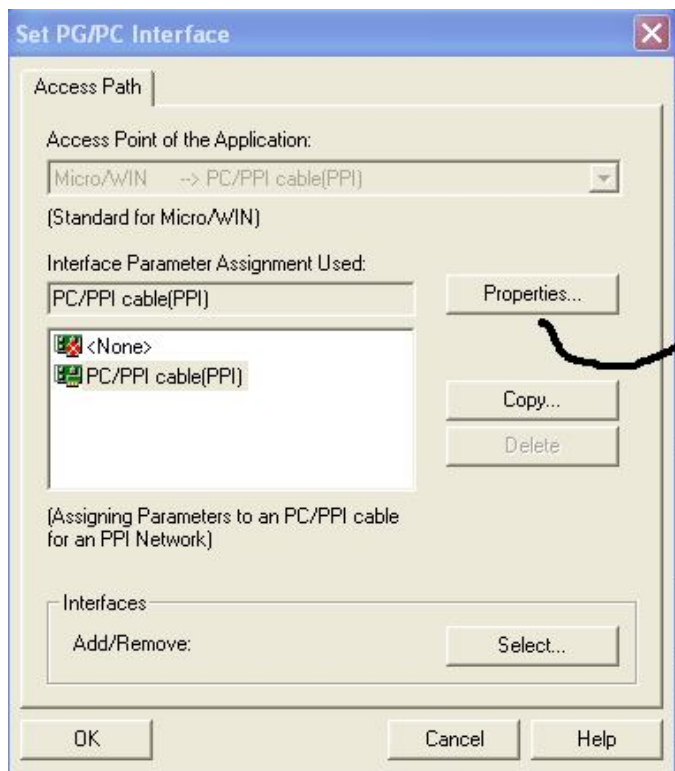 Set PG/PC Interface
Access Path
Access Point of the Application:
Micro/WIN     --> PC/PPI cable(PPI)
(Standard for Micro/WIN)
Interface Parameter Assignment Used:
PC/PPI cable(PPI)
Properties...
<None>
PC/PPI cable(PPI)
Copy...
Delete
(Assigning Parameters to an PC/PPI cable
for an PPI Network)
Interfaces
Add/Remove:
Select...
OK
Cancel
Help